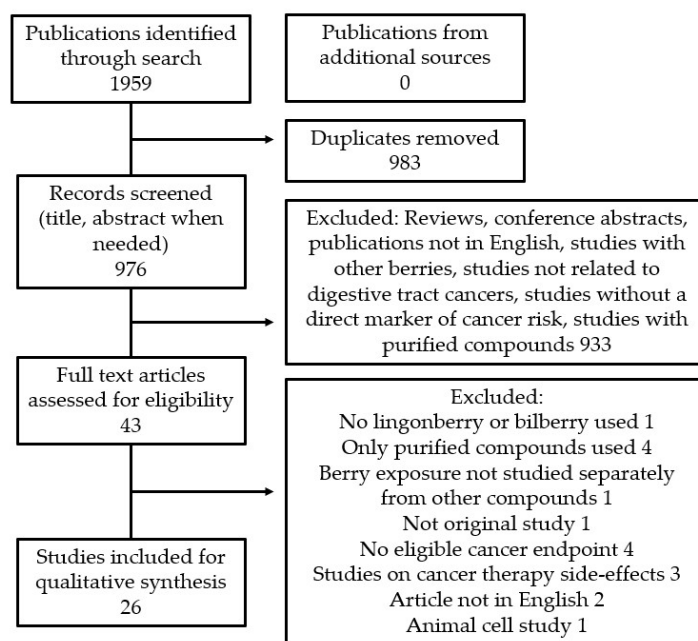 Publications identified
through search
1959
Publications from
additional sources
0
Duplicates removed
983
Records screened
(title, abstract when
needed)
976
Excluded: Reviews, conference abstracts,
publications not in English, studies with
other berries, studies not related to
digestive tract cancers, studies without a
direct marker of cancer risk, studies with
purified compounds 933
Full text articles
assessed for eligibility
43
Excluded:
No lingonberry or bilberry used 1
Only purified compounds used 4
Berry exposure not studied separately
from other compounds 1
Not original study 1
No eligible cancer endpoint 4
Studies on cancer therapy side-effects 3
Article not in English 2
Animal cell study 1
Studies included for
qualitative synthesis
26